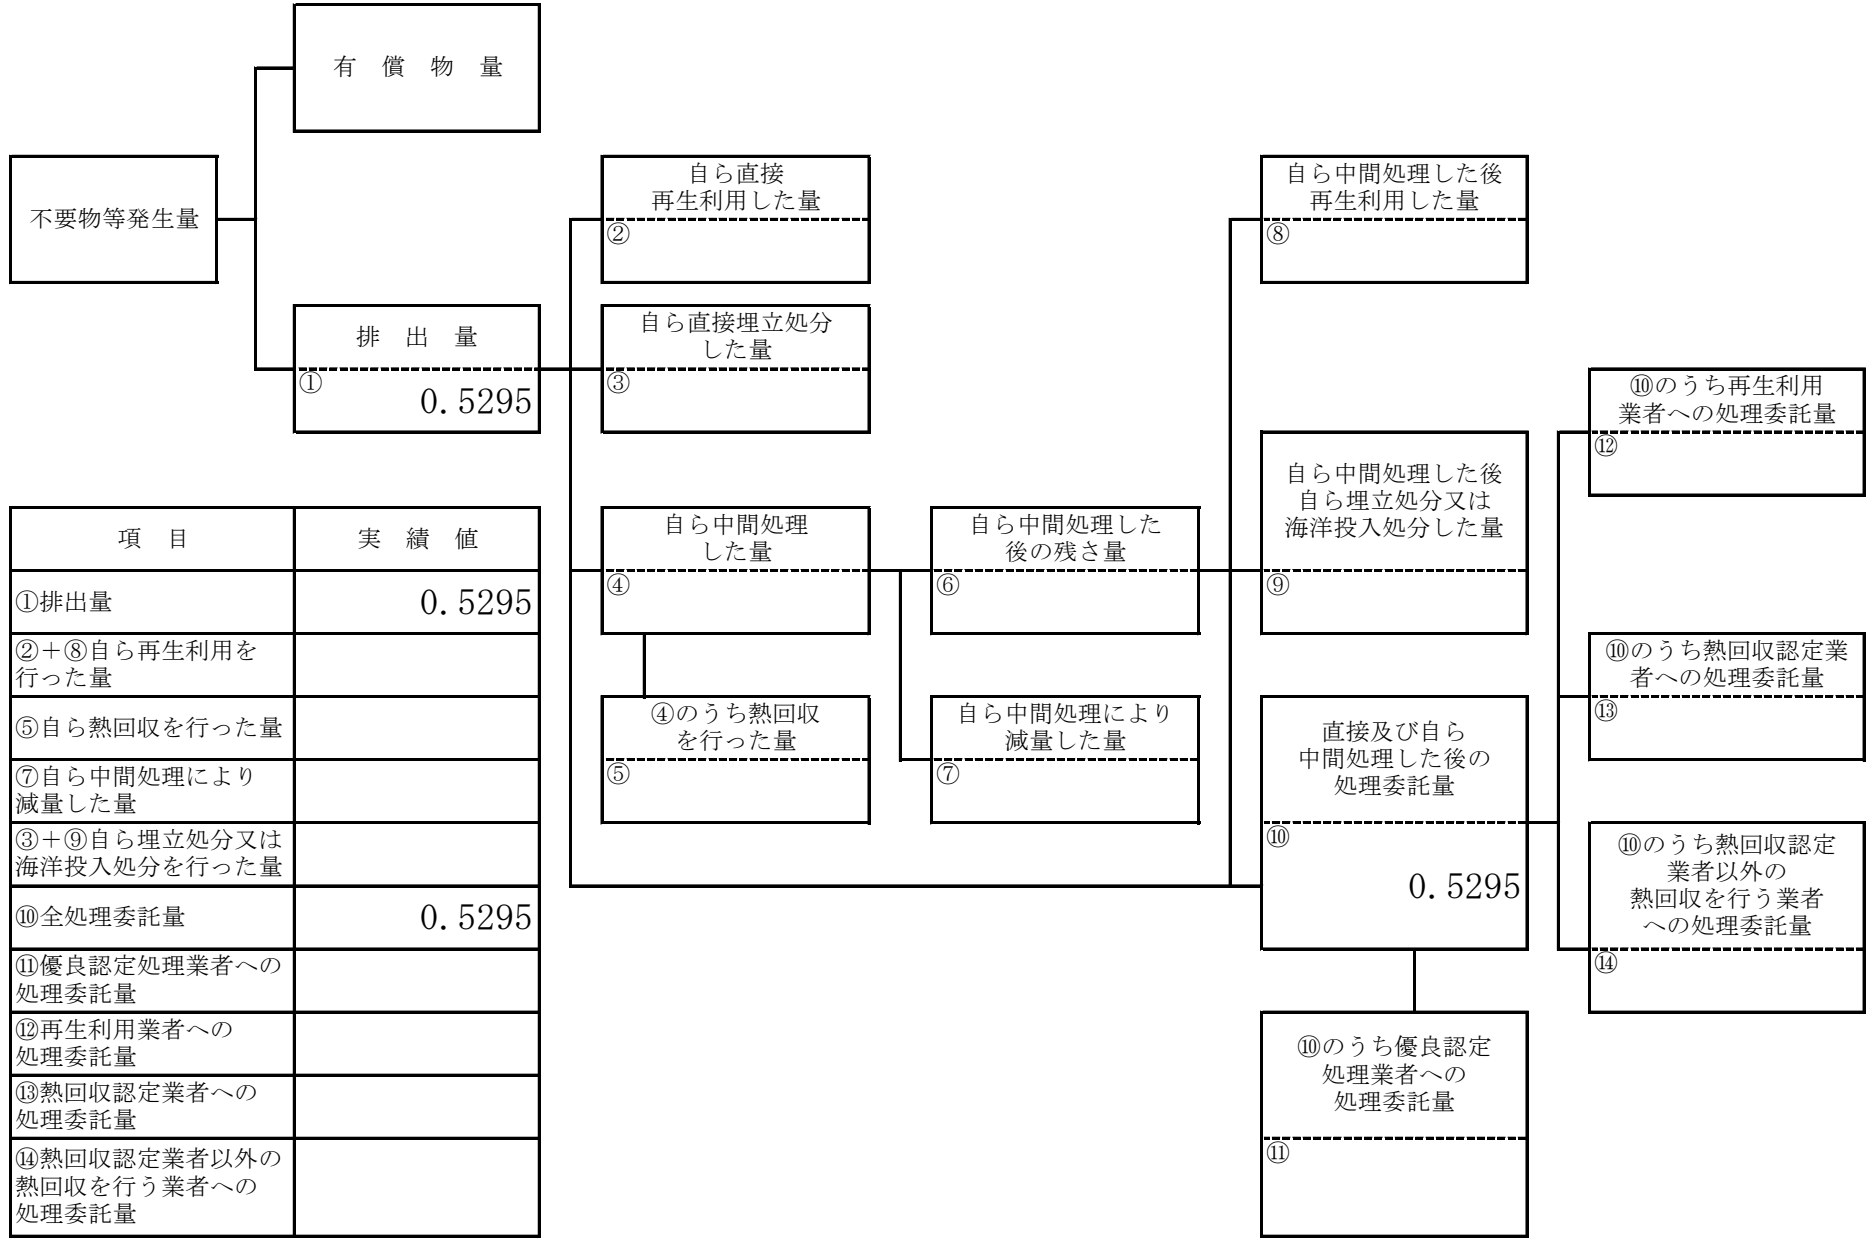 有　償　物　量
不要物等発生量
排　出　量
①
0.5295
自ら直接
再生利用した量
②
自ら直接埋立処分
した量
③
自ら中間処理
した量
④
④のうち熱回収
を行った量
⑤
自ら中間処理した
後の残さ量
⑥
自ら中間処理により
減量した量
⑦
自ら中間処理した後
再生利用した量
⑧
自ら中間処理した後
自ら埋立処分又は
海洋投入処分した量
⑨
直接及び自ら
中間処理した後の
処理委託量
⑩
0.5295
⑩のうち優良認定
処理業者への
処理委託量
⑪
⑩のうち再生利用
業者への処理委託量
⑫
⑩のうち熱回収認定業
者への処理委託量
⑬
⑩のうち熱回収認定
業者以外の
熱回収を行う業者
への処理委託量
⑭
項　目　実　績　値
①排出量　0.5295
②＋⑧自ら再生利用を
行った量
⑤自ら熱回収を行った量
⑦自ら中間処理により
減量した量
③＋⑨自ら埋立処分又は
海洋投入処分を行った量
⑩全処理委託量　0.5295
⑪優良認定処理業者への
処理委託量
⑫再生利用業者への
処理委託量
⑬熱回収認定業者への
処理委託量
⑭熱回収認定業者以外の
熱回収を行う業者への
処理委託量